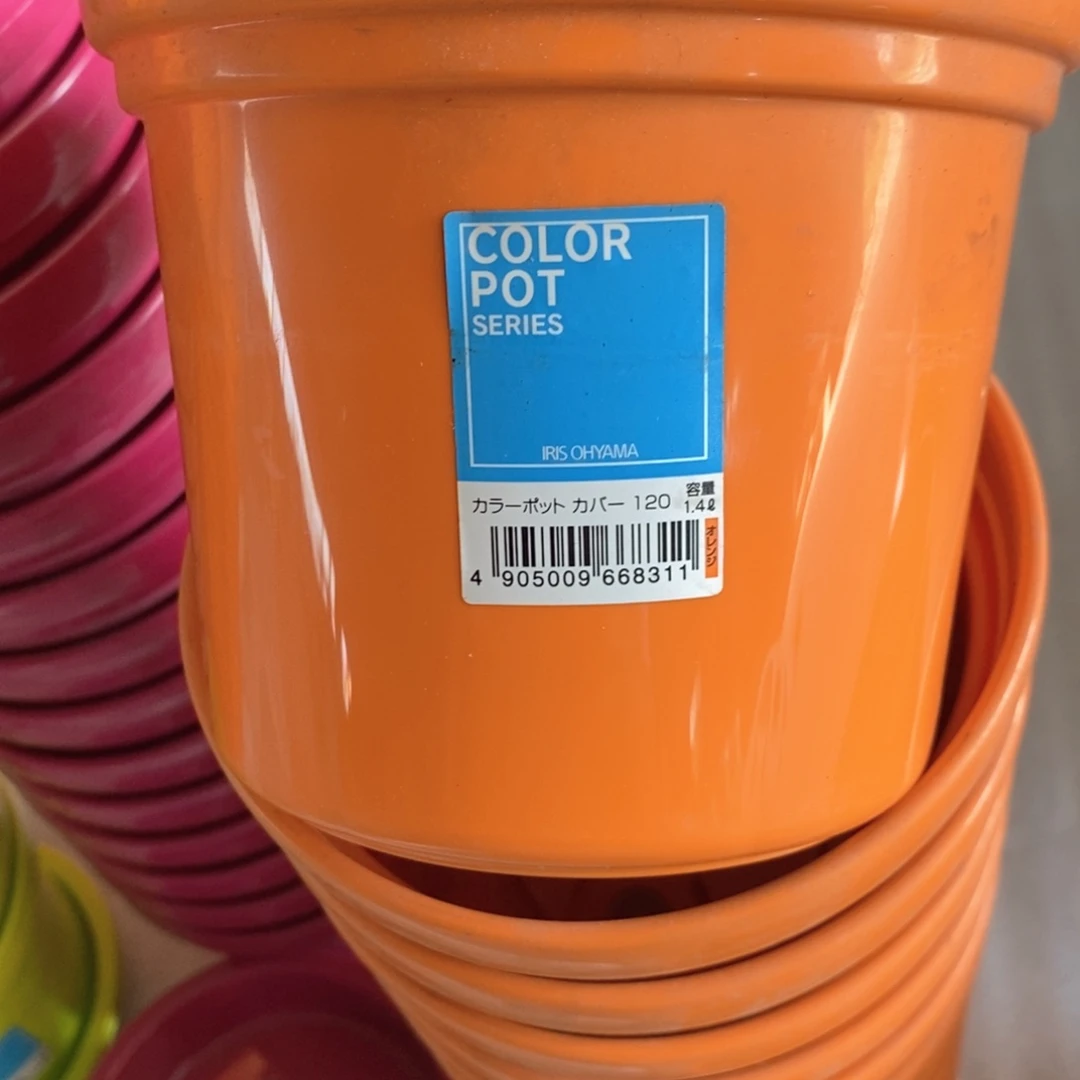 COLOR
POT
SERIES
IRIS OHYAMA
カラーポット カバー 120
容量
1.4ℓ
オレンジ
4 905009 668311